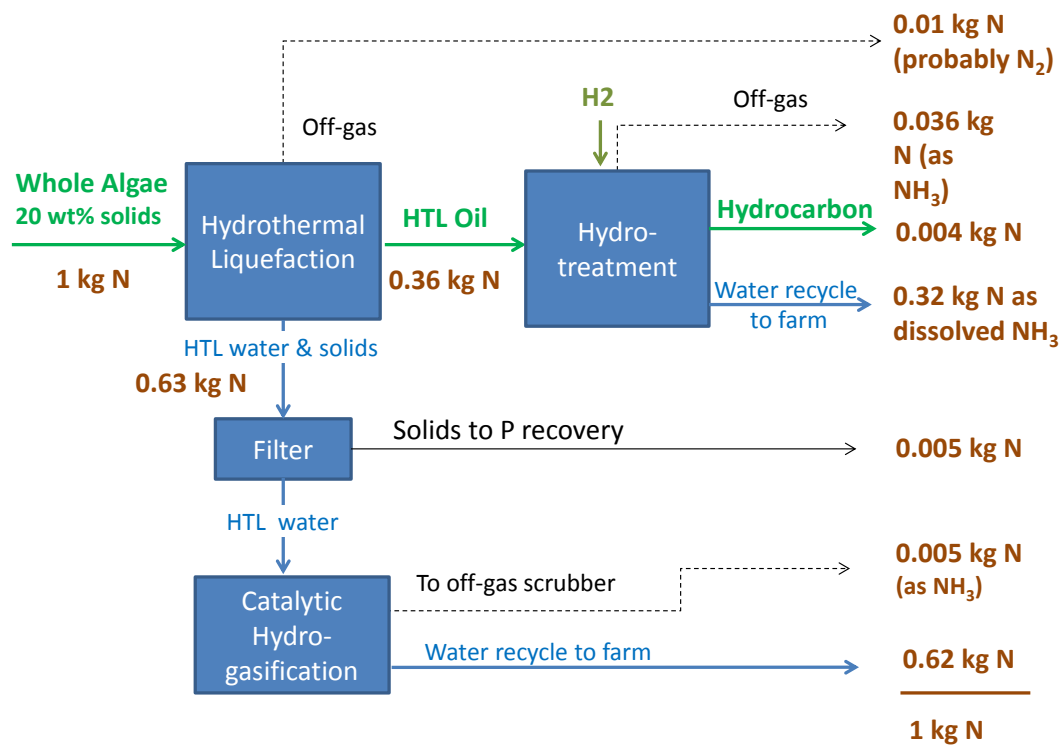 0.01 kg N
(probably N2)
H2
Off-gas
Off-gas
0.036 kg
N (as
NH3)
Whole Algae
20 wt% solids
Hydrothermal
Liquefaction
HTL Oil
Hydro-
treatment
Hydrocarbon
0.004 kg N
1 kg N
0.36 kg N
Water recycle
to farm
0.32 kg N as
dissolved NH3
HTL water & solids
0.63 kg N
Filter
Solids to P recovery
0.005 kg N
HTL water
Catalytic
Hydro-
gasification
To off-gas scrubber
0.005 kg N
(as NH3)
Water recycle to farm
0.62 kg N
1 kg N